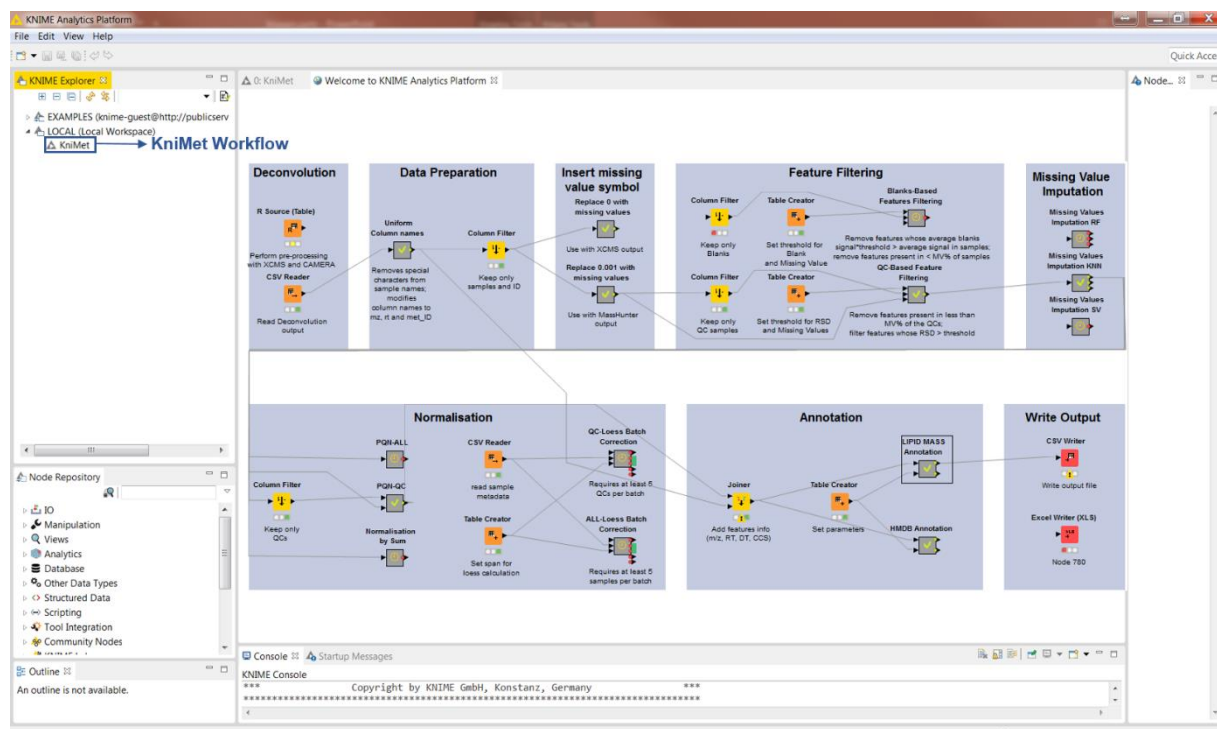 KNIME Analytics Platform
File Edit View Help
Quick Acce
KNIME Explorer
0: KniMet
Welcome to KNIME Analytics Platform
Node...
EXAMPLES (knime-guest@http://publicserv
LOCAL (Local Workspace)
KniMet
KniMet Workflow
Deconvolution
R Source (Table)
Perform pre-processing
with XCMS and CAMERA
CSV Reader
Read Deconvolution
output
Data Preparation
Uniform
Column names
Removes special
characters from
sample names;
modifies
column names to
mz, rt and met_ID
Column Filter
Keep only
samples and ID
Insert missing
value symbol
Replace 0 with
missing values
Use with XCMS output
Replace 0.001 with
missing values
Use with MassHunter
output
Feature Filtering
Column Filter
Keep only
Blanks
Table Creator
Set threshold for
Blank
and Missing Value
Blanks-Based
Features Filtering
Remove features whose average blanks
signal*threshold > average signal in samples;
remove features present in < MV% of samples
Column Filter
Keep only
QC samples
Table Creator
Set threshold for RSD
and Missing Values
QC-Based Feature
Filtering
Remove features present in less than
MV% of the QCs;
filter features whose RSD > threshold
Missing Value
Imputation
Missing Values
Imputation RF
Missing Values
Imputation KNN
Missing Values
Imputation SV
Normalisation
Column Filter
Keep only
QCs
PQN-ALL
PQN-QC
Normalisation
by Sum
CSV Reader
read sample
metadata
Table Creator
Set span for
loess calculation
QC-Loess Batch
Correction
Requires at least 5
QCs per batch
ALL-Loess Batch
Correction
Requires at least 5
samples per batch
Annotation
Joiner
Add features info
(m/z, RT, DT, CCS)
Table Creator
Set parameters
LIPID MASS
Annotation
HMDB Annotation
Write Output
CSV Writer
Write output file
Excel Writer (XLS)
Node 780
Node Repository
IO
Manipulation
Views
Analytics
Database
Other Data Types
Structured Data
Scripting
Tool Integration
Community Nodes
Outline
An outline is not available.
Console
Startup Messages
KNIME Console
*** Copyright by KNIME GmbH, Konstanz, Germany ***